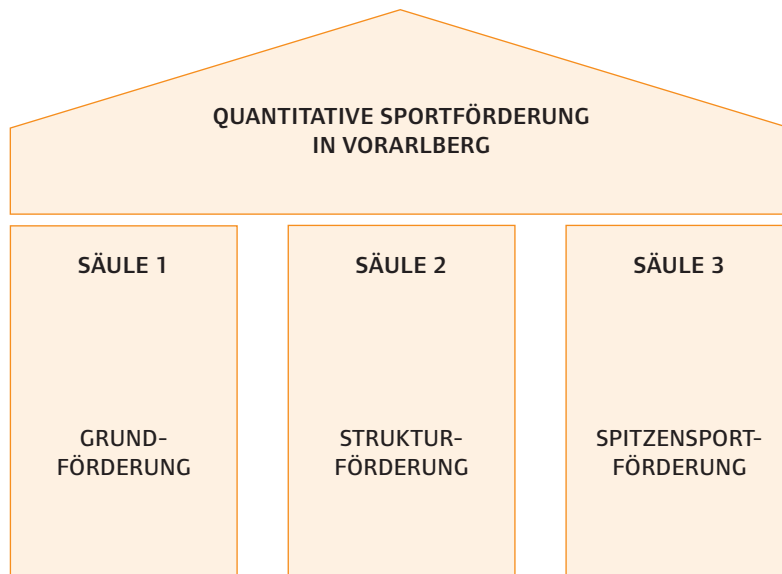 QUANTITATIVE SPORTFÖRDERUNG
IN VORARLBERG
SÄULE 1
GRUND-
FÖRDERUNG
SÄULE 2
STRUKTUR-
FÖRDERUNG
SÄULE 3
SPITZENSPORT-
FÖRDERUNG